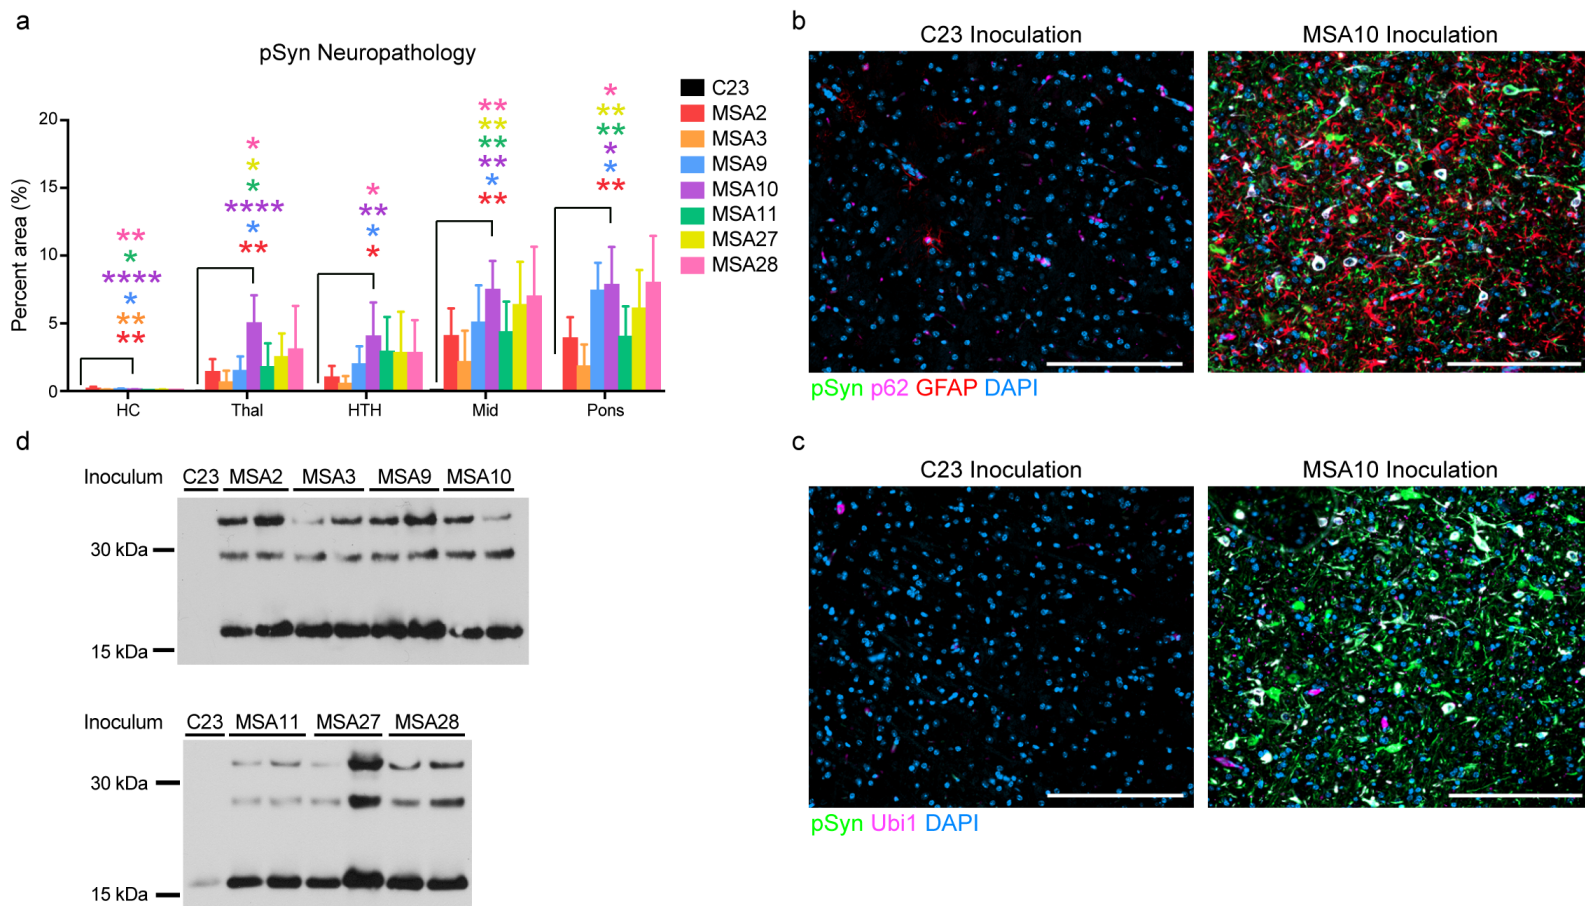 a
pSyn Neuropathology
Percent area (%)
20
15
10
5
0
HC Thal HTH Mid Pons
**
*
****
*
**
**
*
*
*
****
*
**
*
**
*
*
**
**
**
**
*
**
*
**
**
*
*
**
C23
MSA2
MSA3
MSA9
MSA10
MSA11
MSA27
MSA28
b
C23 Inoculation MSA10 Inoculation
pSyn p62 GFAP DAPI
c
C23 Inoculation MSA10 Inoculation
pSyn Ubi1 DAPI
d
Inoculum C23 MSA2 MSA3 MSA9 MSA10
30 kDa
15 kDa
Inoculum C23 MSA11 MSA27 MSA28
30 kDa
15 kDa